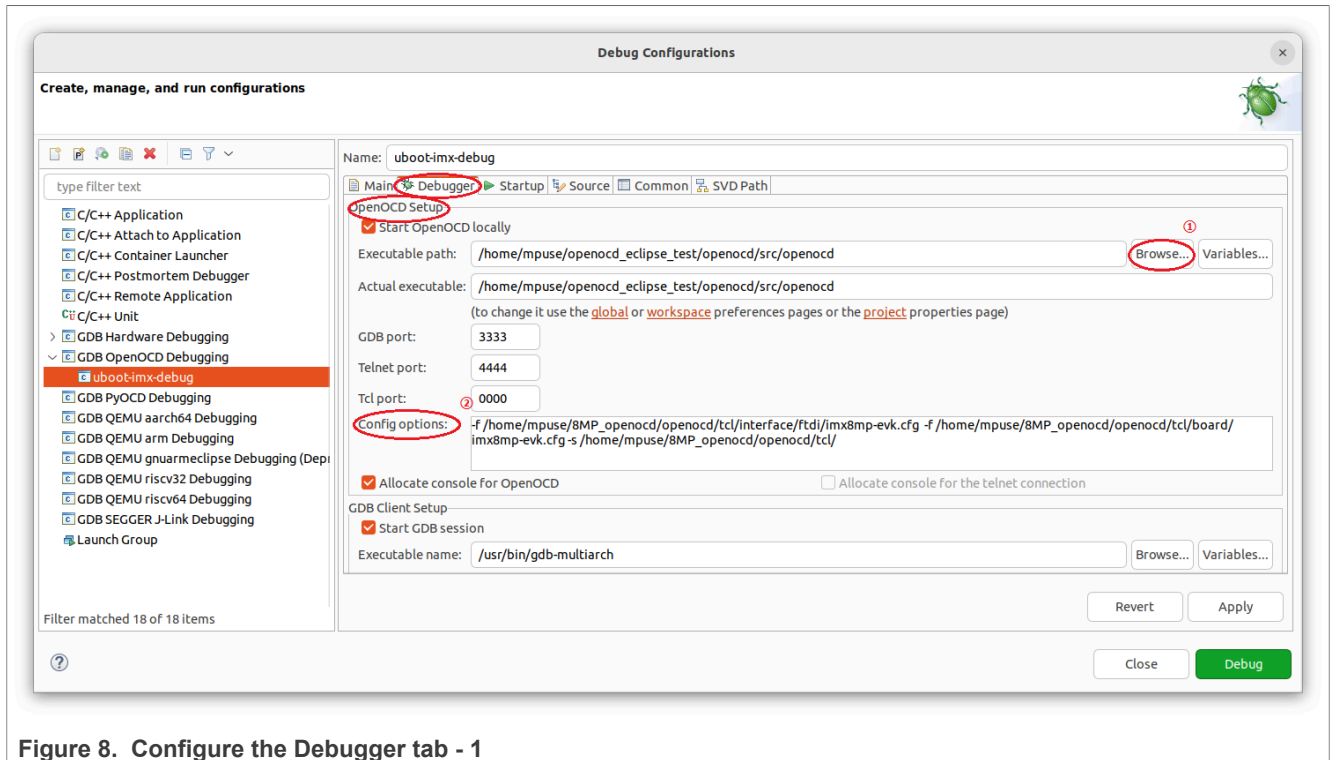 Debug Configurations
Create, manage, and run configurations
Name: uboot-imx-debug
type filter text
C/C++ Application
C/C++ Attach to Application
C/C++ Container Launcher
C/C++ Postmortem Debugger
C/C++ Remote Application
C/C++ Unit
GDB Hardware Debugging
GDB OpenOCD Debugging
uboot-imx-debug
GDB PyOCD Debugging
GDB QEMU aarch64 Debugging
GDB QEMU arm Debugging
GDB QEMU gnuarmeclipse Debugging (Depr
GDB QEMU riscv32 Debugging
GDB QEMU riscv64 Debugging
GDB SEGGER J-Link Debugging
Launch Group
Filter matched 18 of 18 items
Main Debugger Startup Source Common SVD Path
OpenOCD Setup
Start OpenOCD locally
①
Executable path: /home/mpuse/openocd_eclipse_test/openocd/src/openocd Browse... Variables...
Actual executable: /home/mpuse/openocd_eclipse_test/openocd/src/openocd
(to change it use the global or workspace preferences pages or the project properties page)
GDB port: 3333
Telnet port: 4444
Tcl port: 0000
②
Config options: -f /home/mpuse/8MP_openocd/openocd/tcl/interface/ftdi/imx8mp-evk.cfg -f /home/mpuse/8MP_openocd/openocd/tcl/board/
imx8mp-evk.cfg -s /home/mpuse/8MP_openocd/openocd/tcl/
Allocate console for OpenOCD Allocate console for the telnet connection
GDB Client Setup
Start GDB session
Executable name: /usr/bin/gdb-multiarch Browse... Variables...
Revert Apply
? Close Debug
Figure 8. Configure the Debugger tab - 1